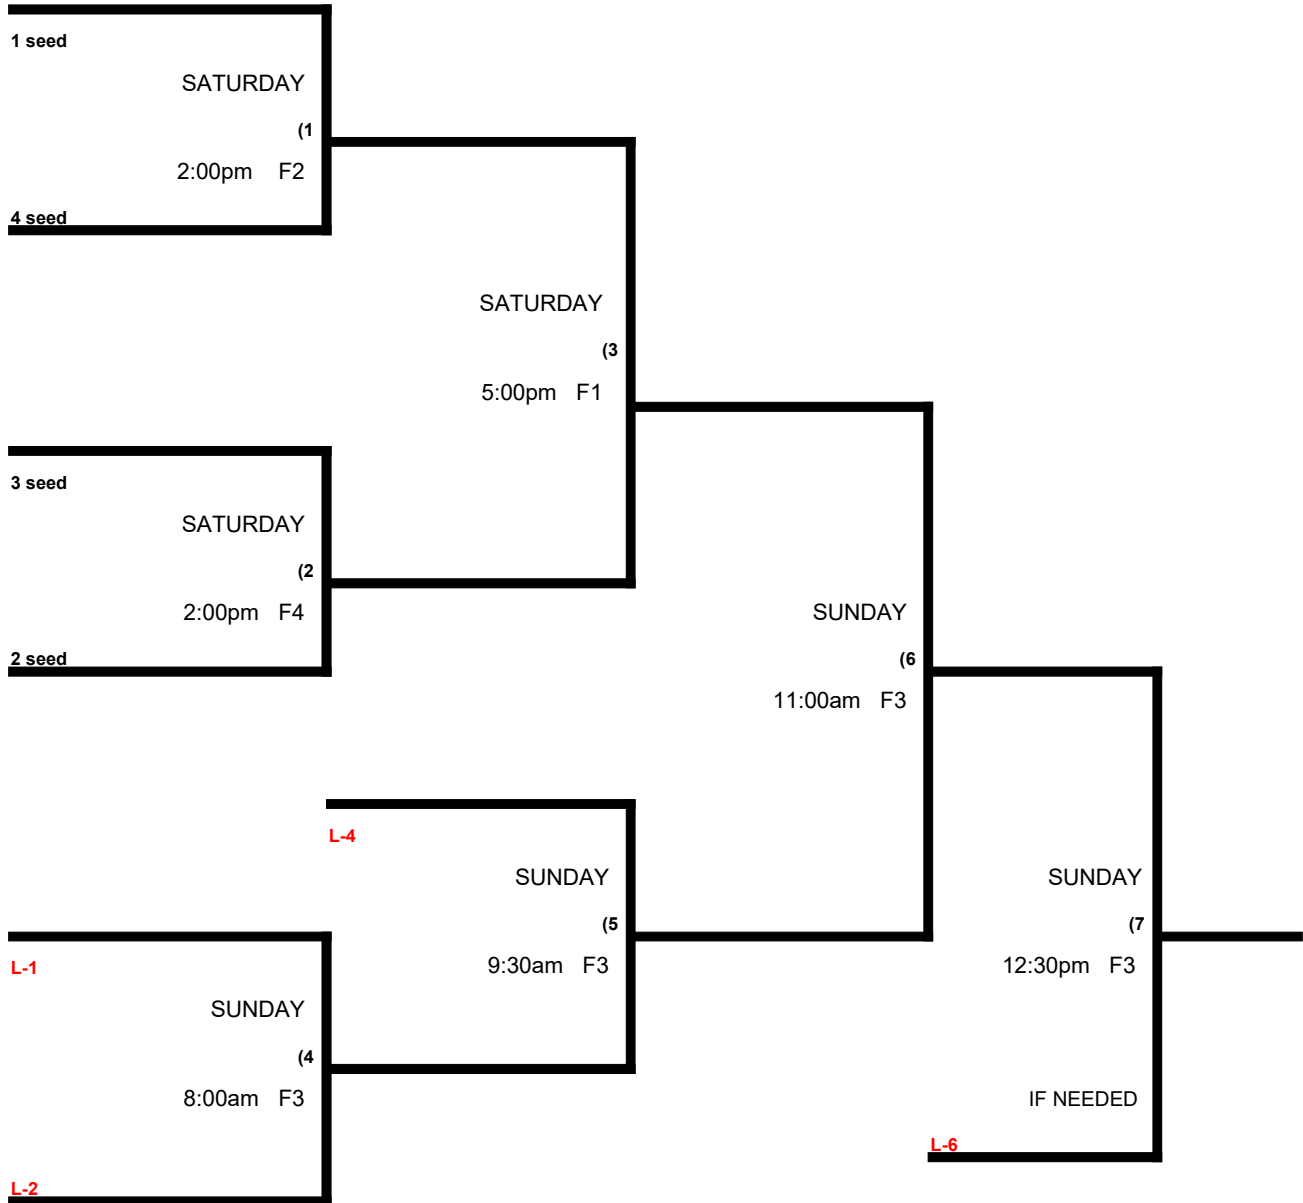 1 seed
SATURDAY
(1
2:00pm F2
4 seed
SATURDAY
(3
5:00pm F1
3 seed
SATURDAY
(2
2:00pm F4
2 seed
SUNDAY
(6
11:00am F3
L-4
SUNDAY
(5
9:30am F3
SUNDAY
(7
12:30pm F3
L-1
SUNDAY
(4
8:00am F3
IF NEEDED
L-6
L-2